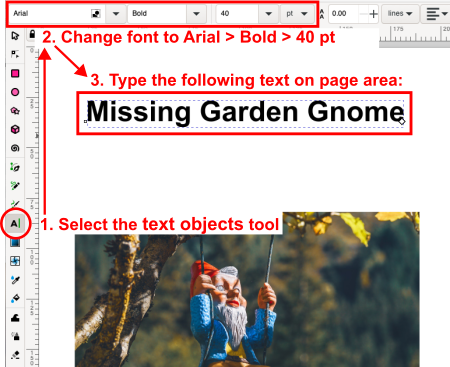 Arial Bold 40 pt A A 0.00 lines
175 200
2. Change font to Arial > Bold > 40 pt
3. Type the following text on page area:
Missing Garden Gnome
A
1. Select the text objects tool